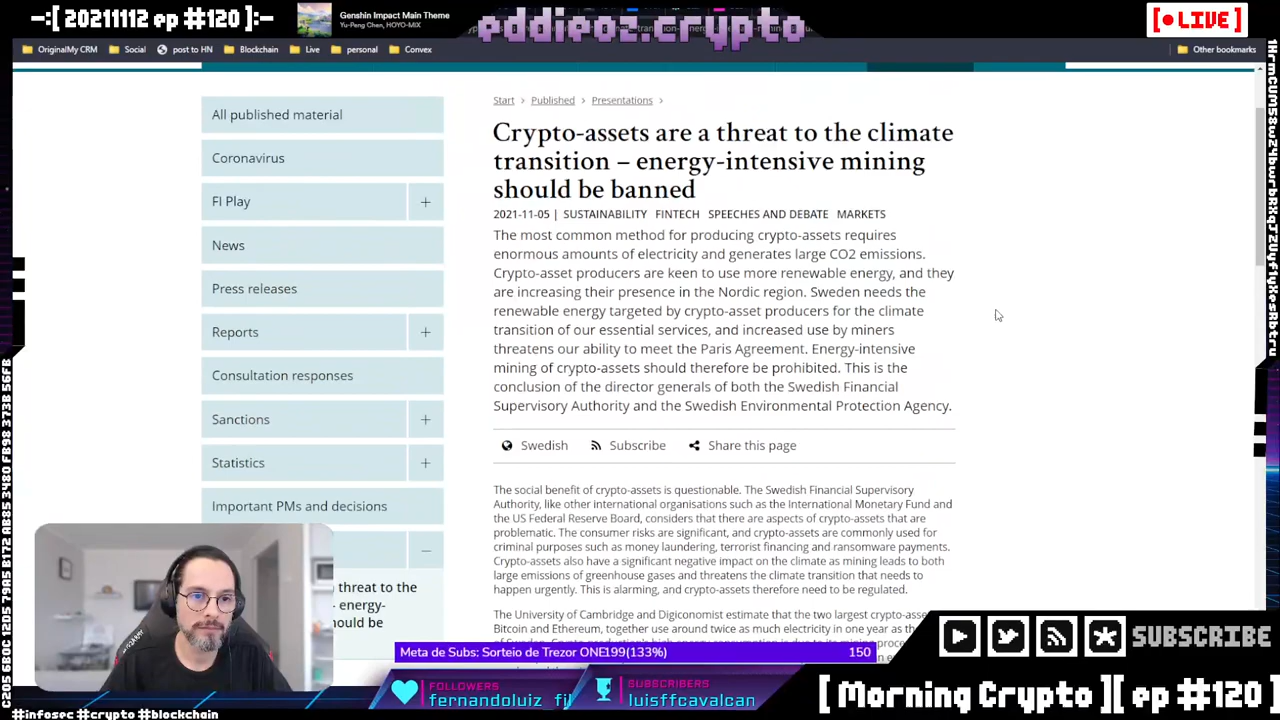 —:[ 20211112 ep #120 ]:—
Genshin Impact Main Theme
Yu-Peng Chen, HOYO-MiX
eddieoz.crypto
[ • LIVE ]
OriginalMy CRM
Social
post to HN
Blockchain
Live
personal
Convex
Other bookmarks
All published material
Coronavirus
FI Play
News
Press releases
Reports
Consultation responses
Sanctions
Statistics
Important PMs and decisions
threat to the
- energy-
ould be
Start > Published > Presentations >
Crypto-assets are a threat to the climate
transition – energy-intensive mining
should be banned
2021-11-05 | SUSTAINABILITY FINTECH SPEECHES AND DEBATE MARKETS
The most common method for producing crypto-assets requires
enormous amounts of electricity and generates large CO2 emissions.
Crypto-asset producers are keen to use more renewable energy, and they
are increasing their presence in the Nordic region. Sweden needs the
renewable energy targeted by crypto-asset producers for the climate
transition of our essential services, and increased use by miners
threatens our ability to meet the Paris Agreement. Energy-intensive
mining of crypto-assets should therefore be prohibited. This is the
conclusion of the director generals of both the Swedish Financial
Supervisory Authority and the Swedish Environmental Protection Agency.
Swedish Subscribe Share this page
The social benefit of crypto-assets is questionable. The Swedish Financial Supervisory
Authority, like other international organisations such as the International Monetary Fund and
the US Federal Reserve Board, considers that there are aspects of crypto-assets that are
problematic. The consumer risks are significant, and crypto-assets are commonly used for
criminal purposes such as money laundering, terrorist financing and ransomware payments.
Crypto-assets also have a significant negative impact on the climate as mining leads to both
large emissions of greenhouse gases and threatens the climate transition that needs to
happen urgently. This is alarming, and crypto-assets therefore need to be regulated.
The University of Cambridge and Digiconomist estimate that the two largest crypto-asse
Bitcoin and Ethereum, together use around twice as much electricity in one year as the
Meta de Subs: Sorteio de Trezor ONE199(133%) 150
FOLLOWERS
fernandoluiz_fil
SUBSCRIBERS
luisffcavalcan
SUBSCRIBE
[ Morning Crypto ][ ep #120 ]
#infosec #crypto #blockchain